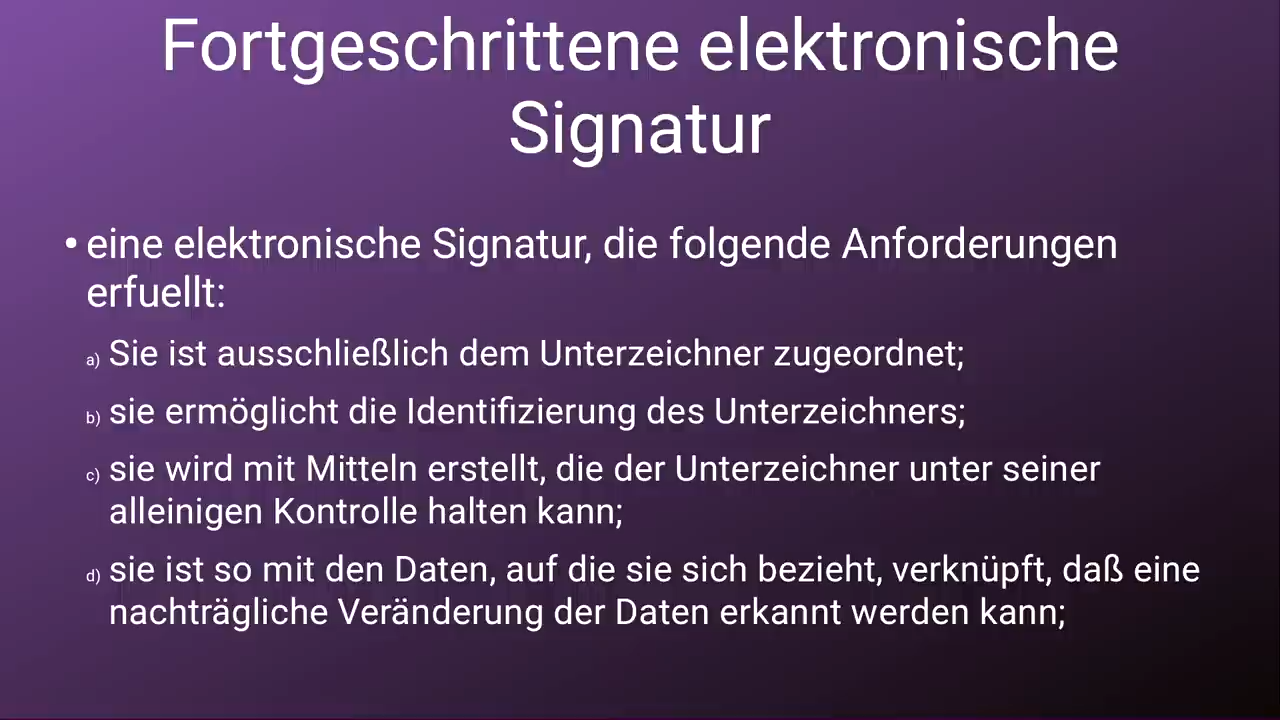 Fortgeschrittene elektronische
Signatur
• eine elektronische Signatur, die folgende Anforderungen
erfuellt:
a) Sie ist ausschließlich dem Unterzeichner zugeordnet;
b) sie ermöglicht die Identifizierung des Unterzeichners;
c) sie wird mit Mitteln erstellt, die der Unterzeichner unter seiner
alleinigen Kontrolle halten kann;
d) sie ist so mit den Daten, auf die sie sich bezieht, verknüpft, daß eine
nachträgliche Veränderung der Daten erkannt werden kann;